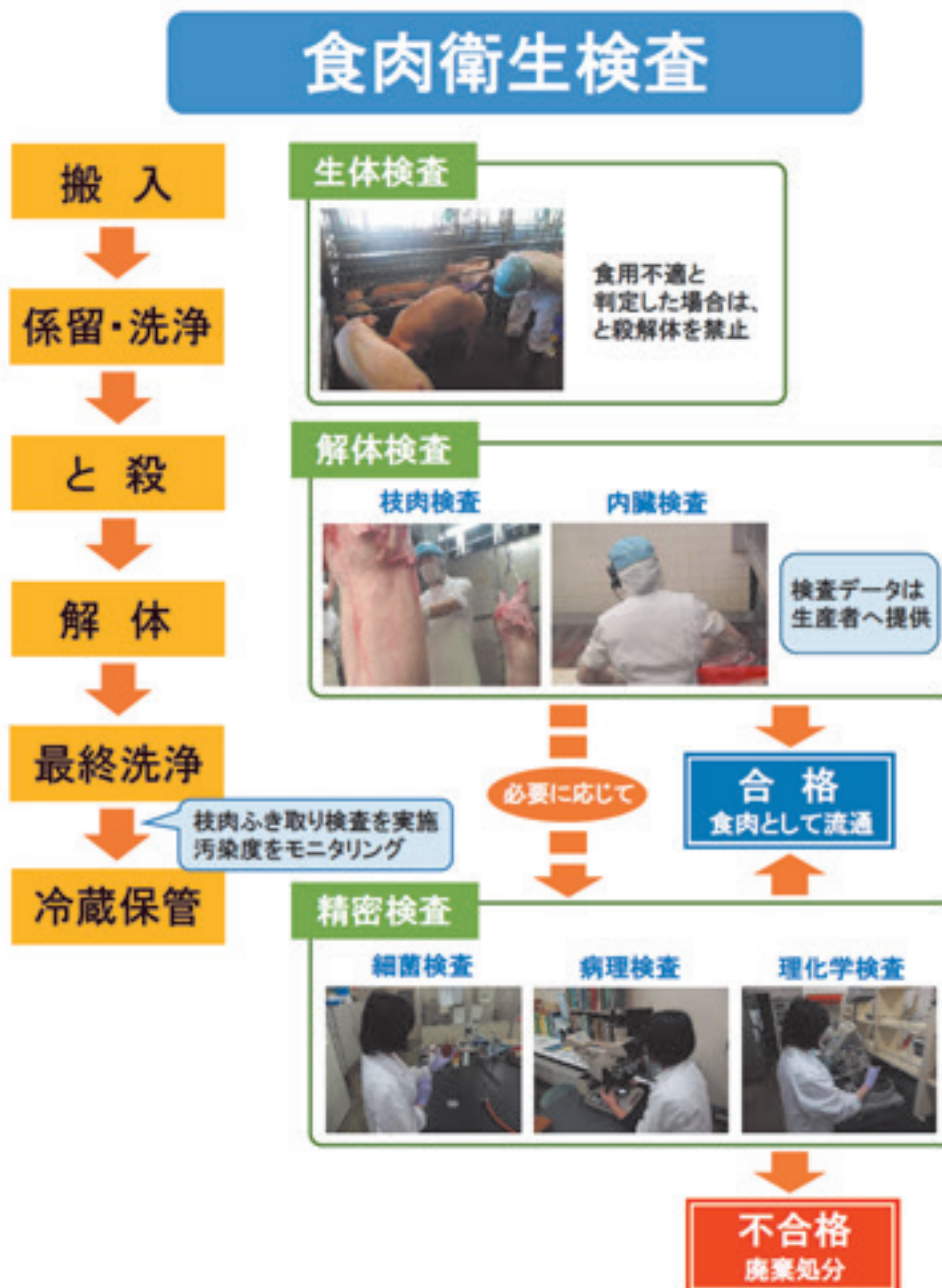 食肉衛生検査
搬入
係留・洗浄
と殺
解体
最終洗浄
枝肉ふき取り検査を実施
汚染度をモニタリング
冷蔵保管
生体検査
食用不適と
判定した場合は、
と殺解体を禁止
解体検査
枝肉検査
内臓検査
検査データは
生産者へ提供
必要に応じて
合格
食肉として流通
精密検査
細菌検査
病理検査
理化学検査
不合格
廃棄処分